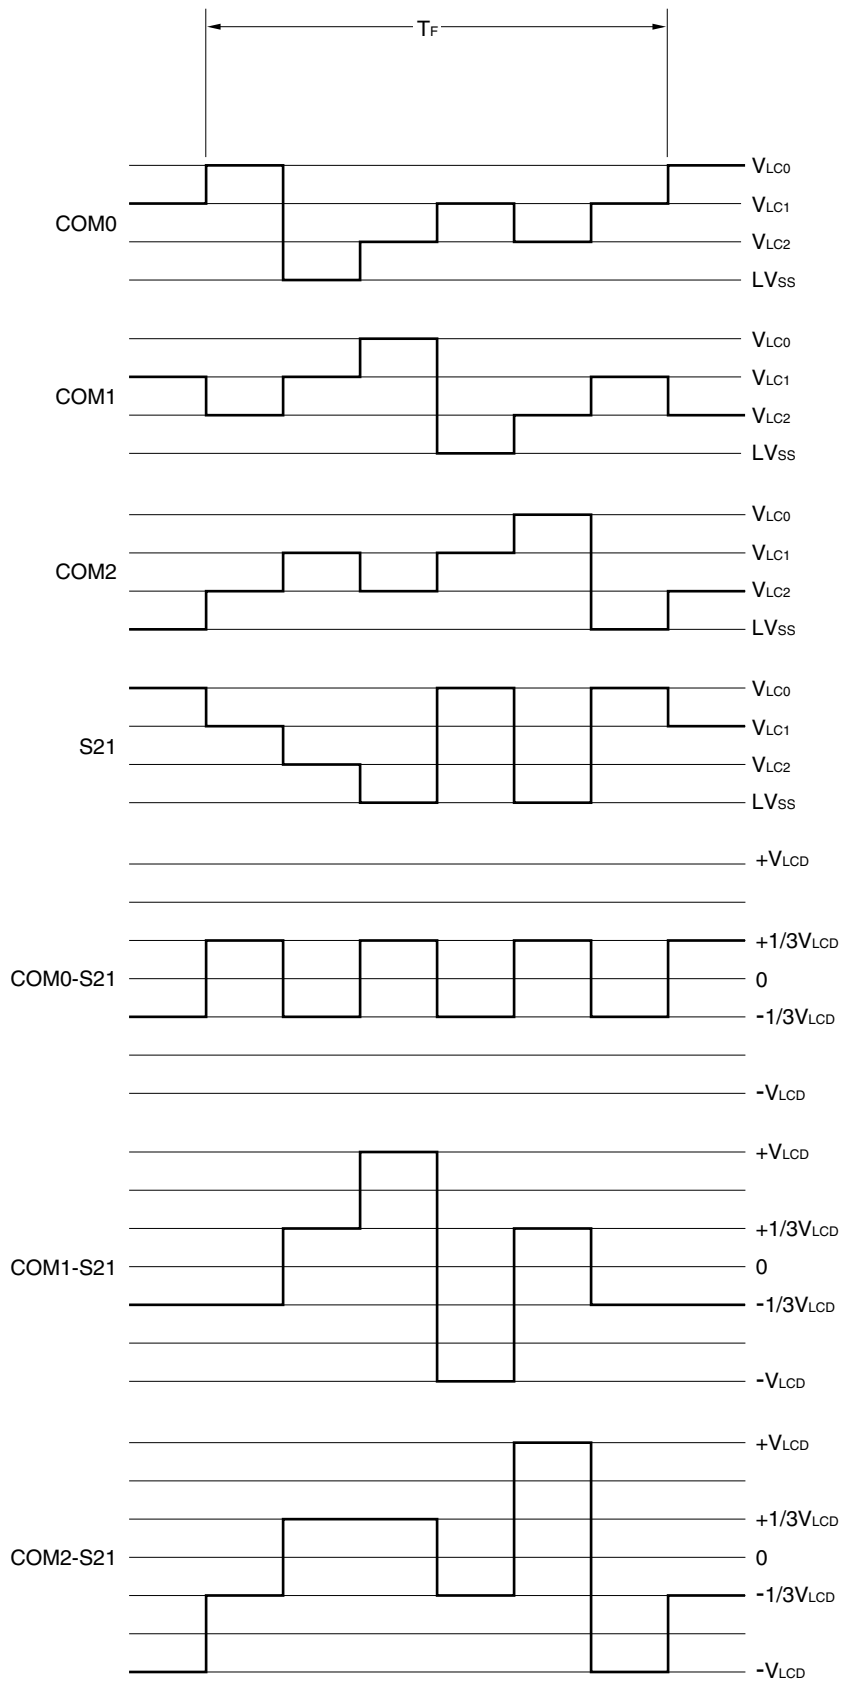 TF
VLC0
VLC1
COM0
VLC2
LVSS
VLC0
VLC1
COM1
VLC2
LVSS
VLC0
VLC1
COM2
VLC2
LVSS
VLC0
VLC1
S21
VLC2
LVSS
+VLCD
+1/3VLCD
COM0-S21
0
-1/3VLCD
-VLCD
+VLCD
+1/3VLCD
COM1-S21
0
-1/3VLCD
-VLCD
+VLCD
+1/3VLCD
COM2-S21
0
-1/3VLCD
-VLCD